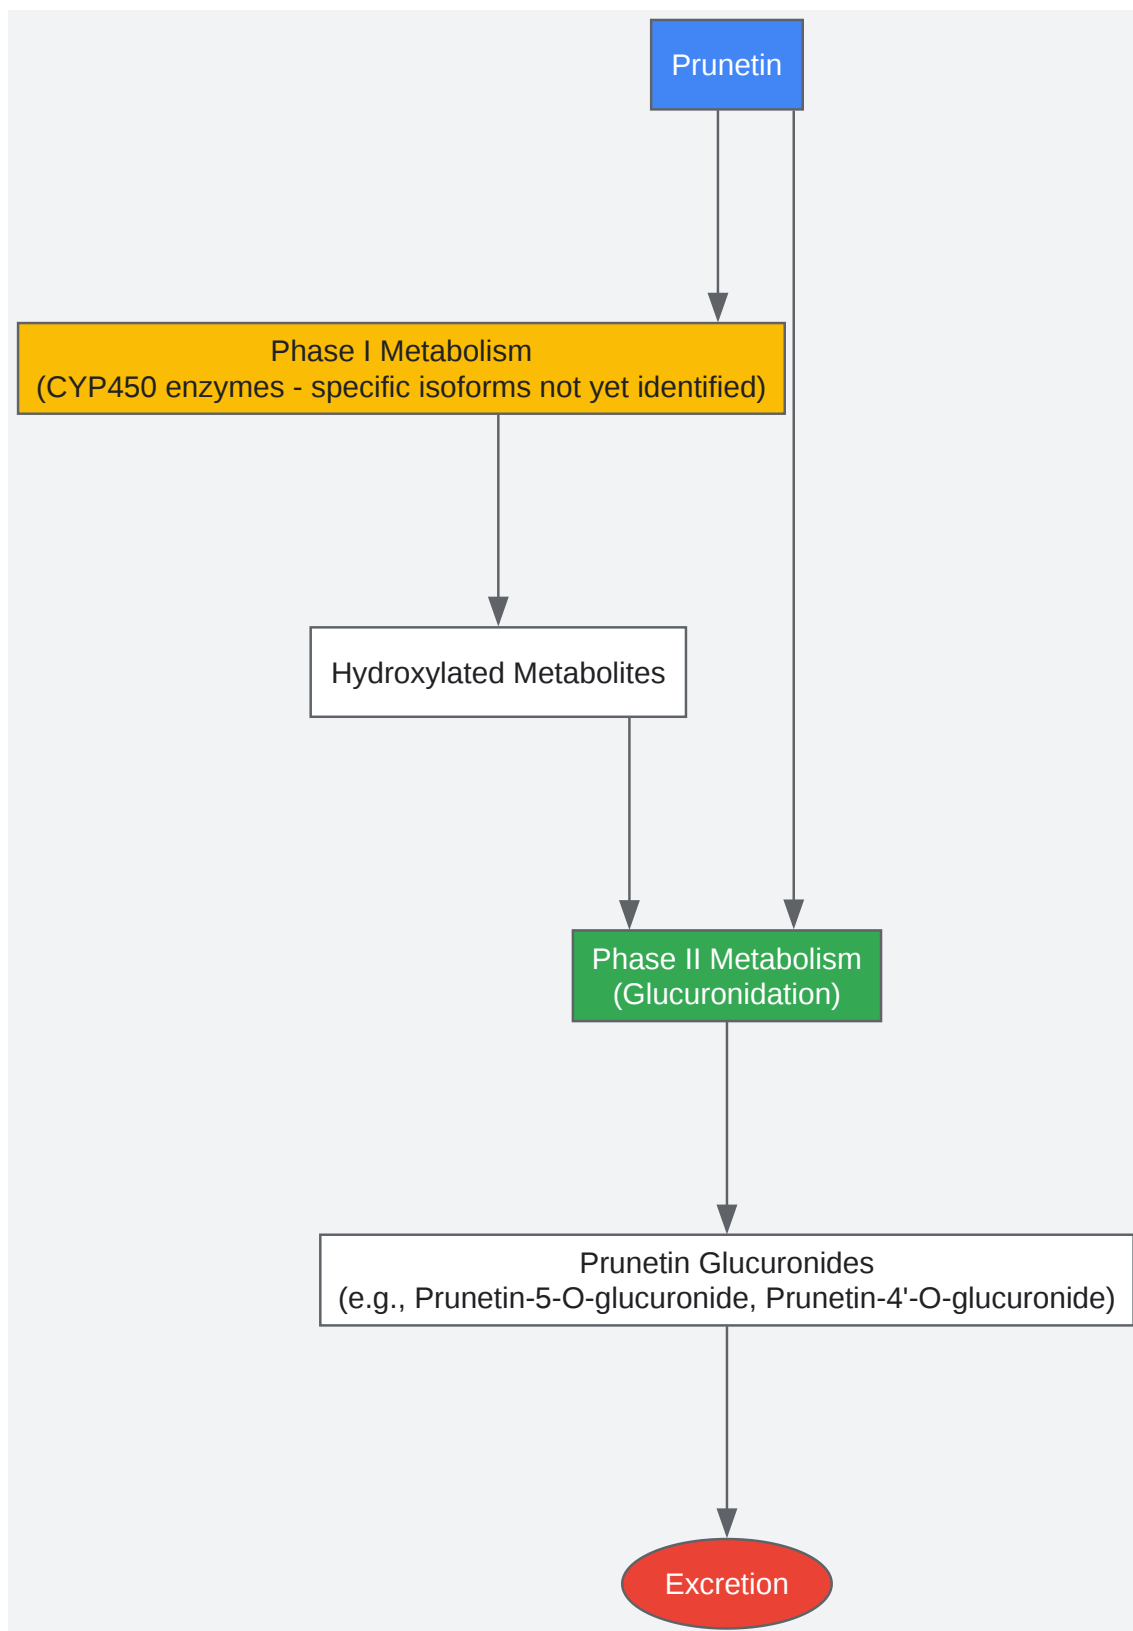 Prunetin
Phase I Metabolism
(CYP450 enzymes - specific isoforms not yet identified)
Hydroxylated Metabolites
Phase II Metabolism
(Glucuronidation)
Prunetin Glucuronides
(e.g., Prunetin-5-O-glucuronide, Prunetin-4'-O-glucuronide)
Excretion